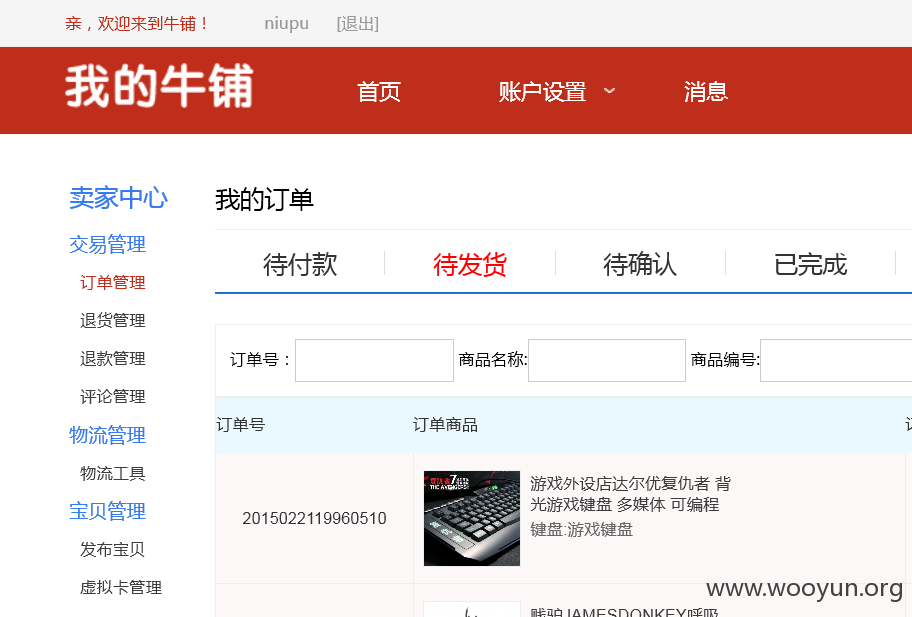 亲，欢迎来到牛铺！ niupu [退出]
我的牛铺 首页 账户设置 消息
卖家中心
交易管理
订单管理
退货管理
退款管理
评论管理
物流管理
物流工具
宝贝管理
发布宝贝
虚拟卡管理
我的订单
待付款 待发货 待确认 已完成
订单号： 商品名称: 商品编号:
订单号 订单商品
2015022119960510
THE AVENGERS
游戏外设店达尔优复仇者 背
光游戏键盘 多媒体 可编程
键盘:游戏键盘
贱驴JAMESDONKEY呼吸
www.wooyun.org